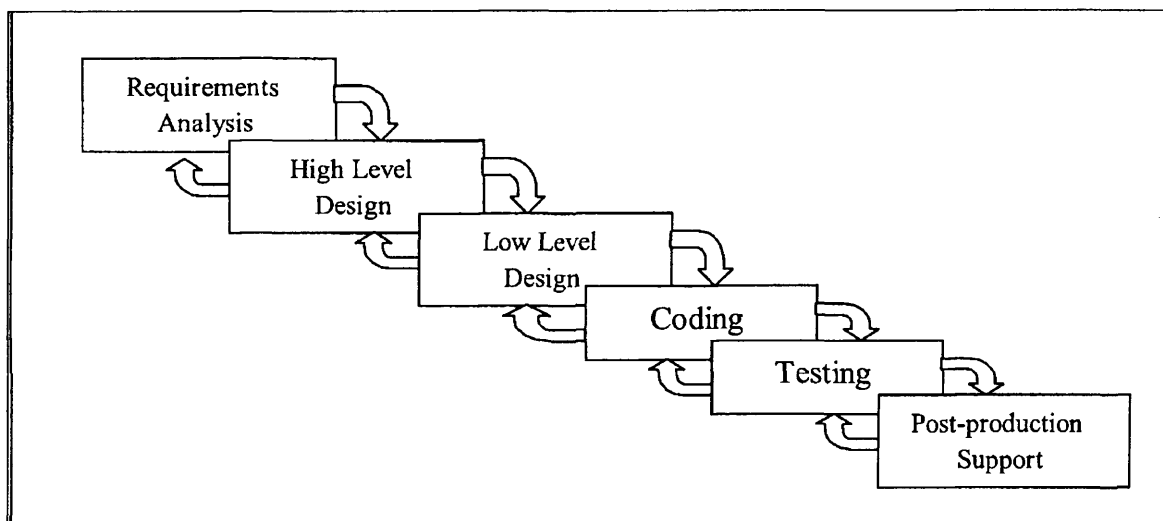 Requirements
Analysis
High Level
Design
Low Level
Design
Coding
Testing
Post-production
Support